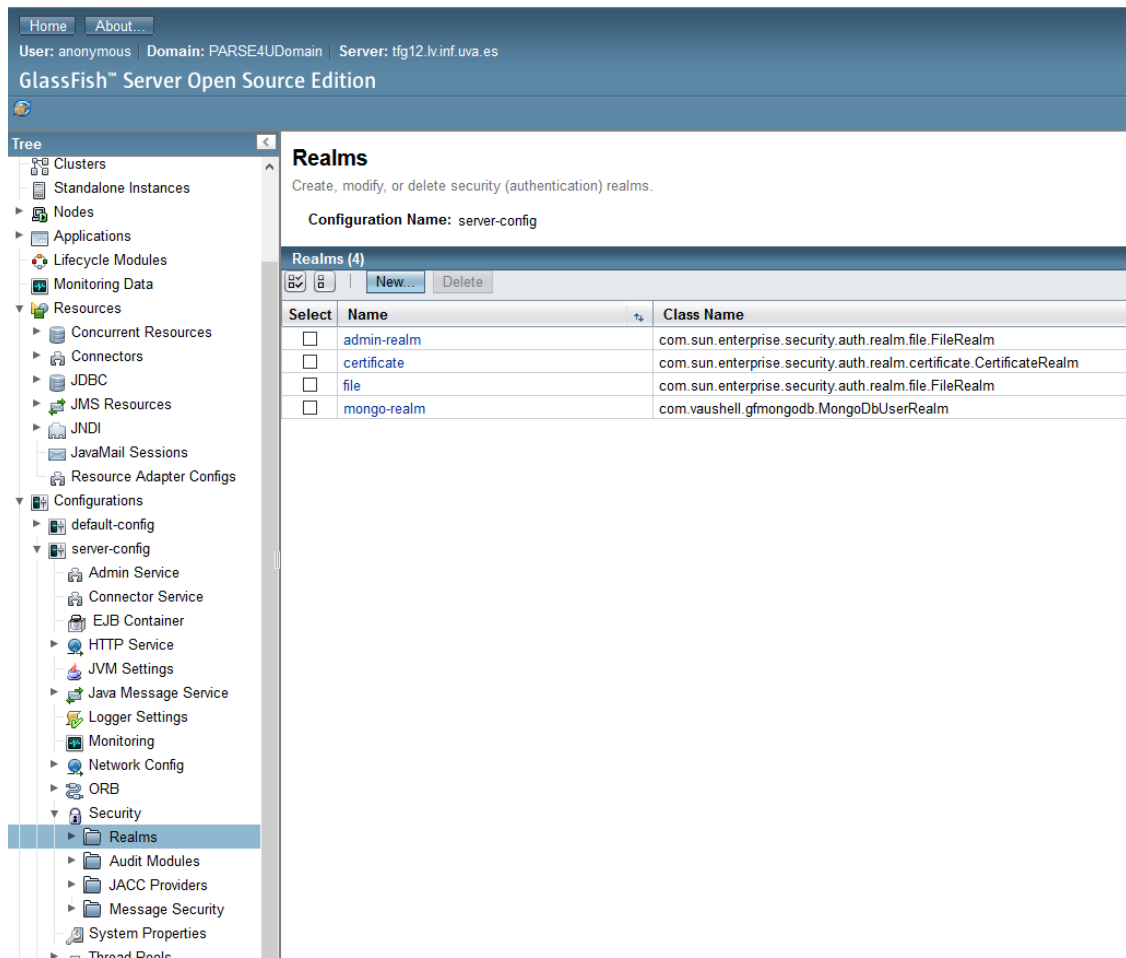 Home About...
User: anonymous Domain: PARSE4UDomain Server: tfg12.lv.inf.uva.es
GlassFish™ Server Open Source Edition
Tree
Clusters
Standalone Instances
Nodes
Applications
Lifecycle Modules
Monitoring Data
Resources
Concurrent Resources
Connectors
JDBC
JMS Resources
JNDI
JavaMail Sessions
Resource Adapter Configs
Configurations
default-config
server-config
Admin Service
Connector Service
EJB Container
HTTP Service
JVM Settings
Java Message Service
Logger Settings
Monitoring
Network Config
ORB
Security
Realms
Audit Modules
JACC Providers
Message Security
System Properties
Thread Pools
Realms
Create, modify, or delete security (authentication) realms.
Configuration Name: server-config
Realms (4)
New... Delete
Select Name Class Name
admin-realm com.sun.enterprise.security.auth.realm.file.FileRealm
certificate com.sun.enterprise.security.auth.realm.certificate.CertificateRealm
file com.sun.enterprise.security.auth.realm.file.FileRealm
mongo-realm com.vaushell.gfmongodb.MongoDbUserRealm